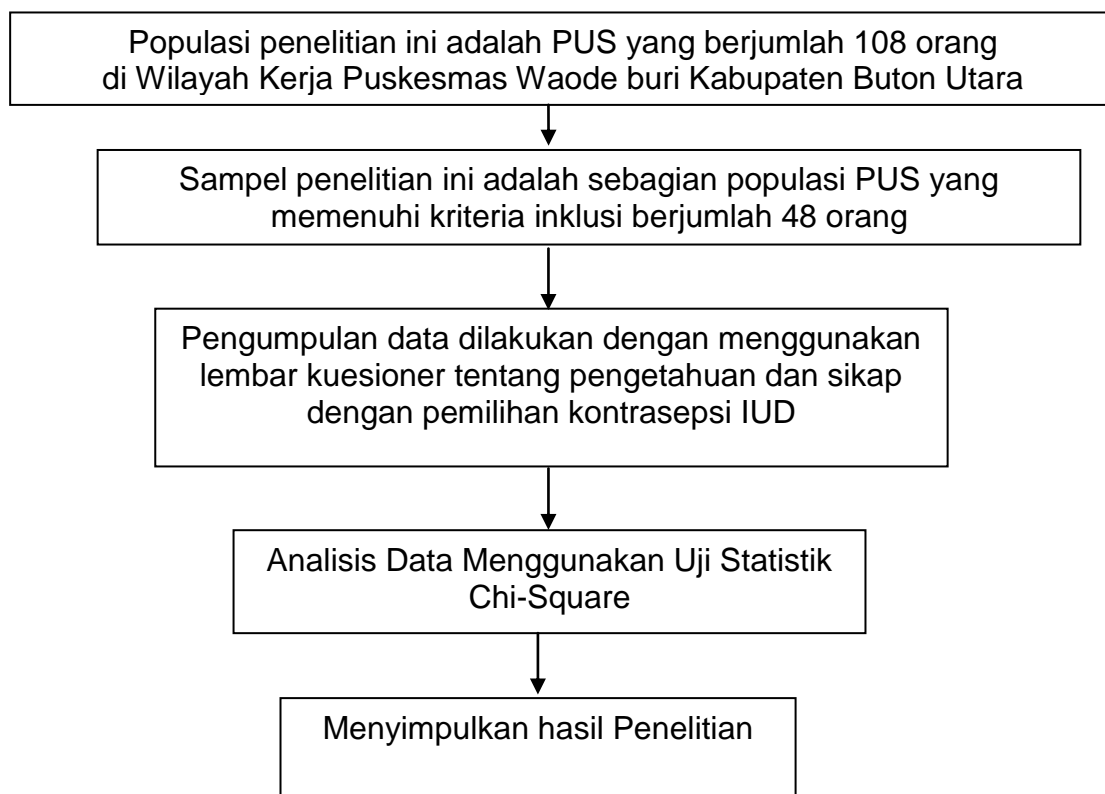 Populasi penelitian ini adalah PUS yang berjumlah 108 orang
di Wilayah Kerja Puskesmas Waode buri Kabupaten Buton Utara
Sampel penelitian ini adalah sebagian populasi PUS yang
memenuhi kriteria inklusi berjumlah 48 orang
Pengumpulan data dilakukan dengan menggunakan
lembar kuesioner tentang pengetahuan dan sikap
dengan pemilihan kontrasepsi IUD
Analisis Data Menggunakan Uji Statistik
Chi-Square
Menyimpulkan hasil Penelitian